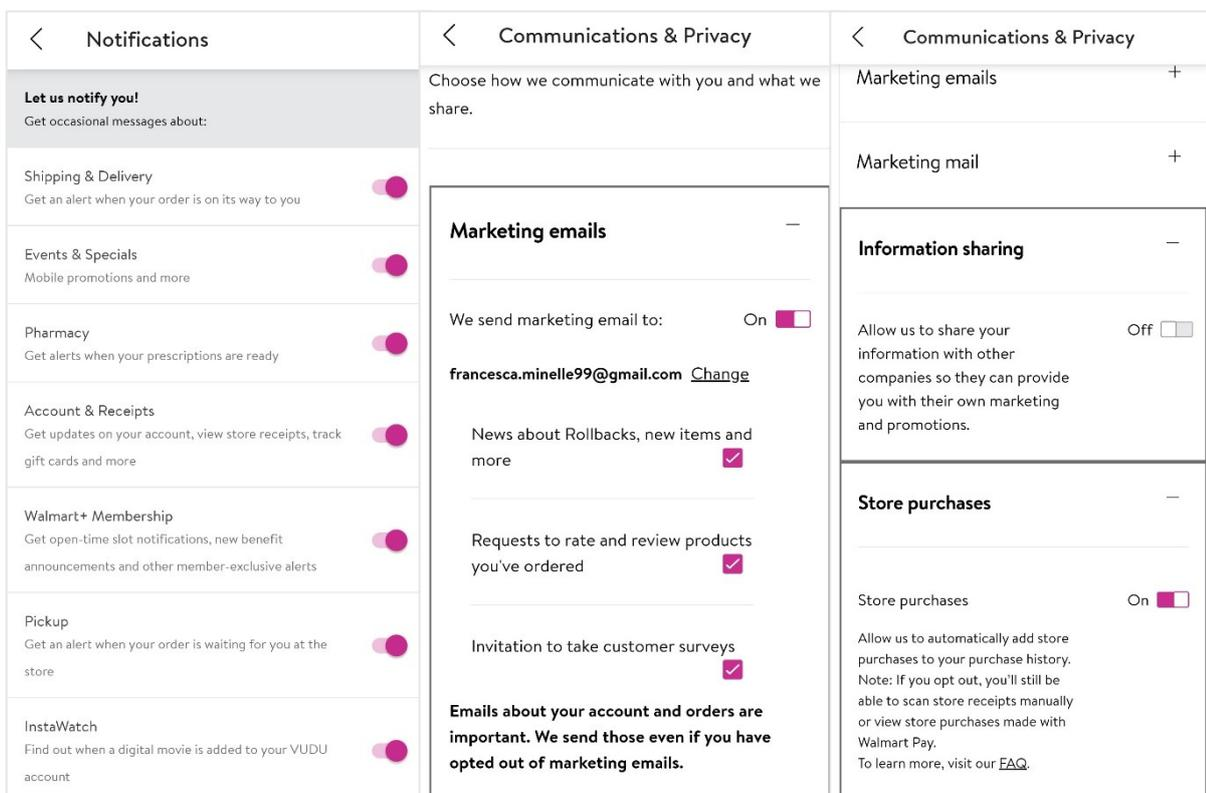 Notifications
Let us notify you!
Get occasional messages about:
Shipping & Delivery
Get an alert when your order is on its way to you
Events & Specials
Mobile promotions and more
Pharmacy
Get alerts when your prescriptions are ready
Account & Receipts
Get updates on your account, view store receipts, track
gift cards and more
Walmart+ Membership
Get open-time slot notifications, new benefit
announcements and other member-exclusive alerts
Pickup
Get an alert when your order is waiting for you at the
store
InstaWatch
Find out when a digital movie is added to your VUDU
account
Communications & Privacy
Choose how we communicate with you and what we
share.
Marketing emails
We send marketing email to: On
francesca.minelle99@gmail.com Change
News about Rollbacks, new items and
more
Requests to rate and review products
you've ordered
Invitation to take customer surveys
Emails about your account and orders are
important. We send those even if you have
opted out of marketing emails.
Communications & Privacy
Marketing emails +
Marketing mail +
Information sharing
Allow us to share your Off
information with other
companies so they can provide
you with their own marketing
and promotions.
Store purchases
Store purchases On
Allow us to automatically add store
purchases to your purchase history.
Note: If you opt out, you'll still be
able to scan store receipts manually
or view store purchases made with
Walmart Pay.
To learn more, visit our FAQ.